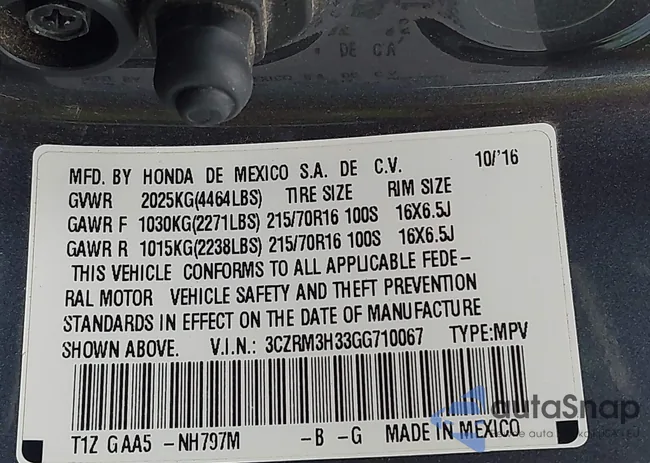 MFD. BY HONDA DE MEXICO S.A. DE C.V. 10/'16
GVWR 2025KG(4464LBS) TIRE SIZE RIM SIZE
GAWR F 1030KG(2271LBS) 215/70R16 100S 16X6.5J
GAWR R 1015KG(2238LBS) 215/70R16 100S 16X6.5J
THIS VEHICLE CONFORMS TO ALL APPLICABLE FEDE-
RAL MOTOR VEHICLE SAFETY AND THEFT PREVENTION
STANDARDS IN EFFECT ON THE DATE OF MANUFACTURE
SHOWN ABOVE. V.I.N.: 3CZRM3H33GG710067 TYPE:MPV
T1Z GAA5 -NH797M -B -G MADE IN MEXICO
autaSnap